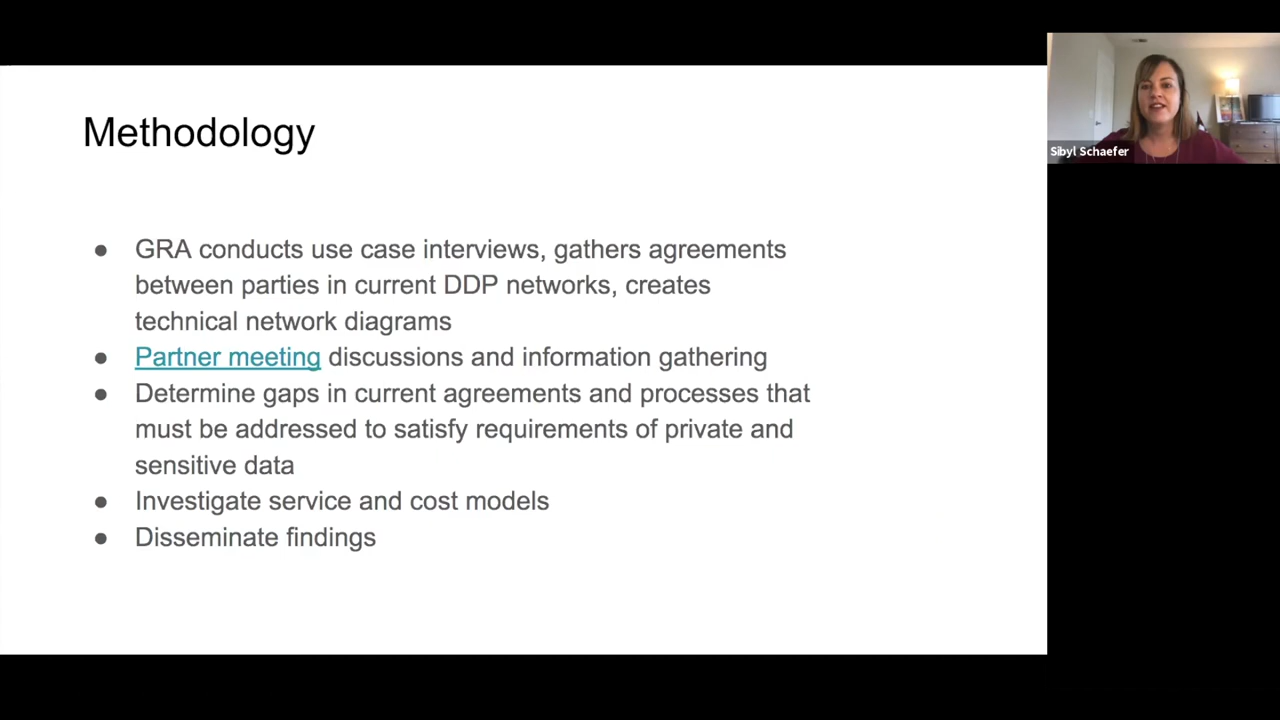 Methodology
● GRA conducts use case interviews, gathers agreements
between parties in current DDP networks, creates
technical network diagrams
● Partner meeting discussions and information gathering
● Determine gaps in current agreements and processes that
must be addressed to satisfy requirements of private and
sensitive data
● Investigate service and cost models
● Disseminate findings
Sibyl Schaefer